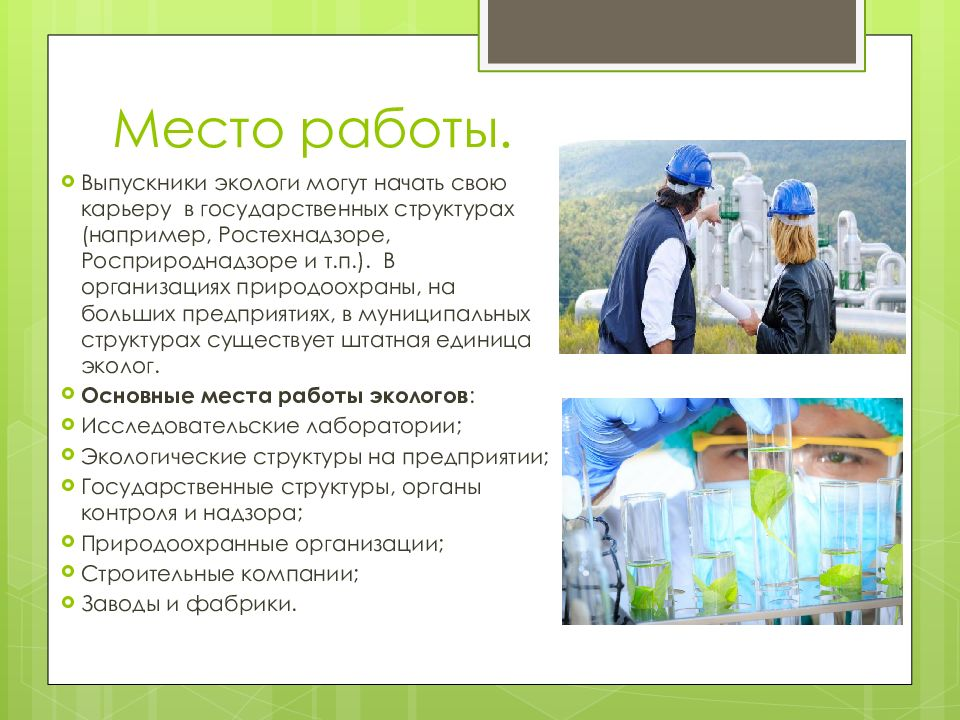 Место работы.
Выпускники экологи могут начать свою
карьеру  в государственных структурах
(например, Ростехнадзоре,
Росприроднадзоре и т.п.).  В
организациях природоохраны, на
больших предприятиях, в муниципальных
структурах существует штатная единица
эколог.
Основные места работы экологов:
Исследовательские лаборатории;
Экологические структуры на предприятии;
Государственные структуры, органы
контроля и надзора;
Природоохранные организации;
Строительные компании;
Заводы и фабрики.